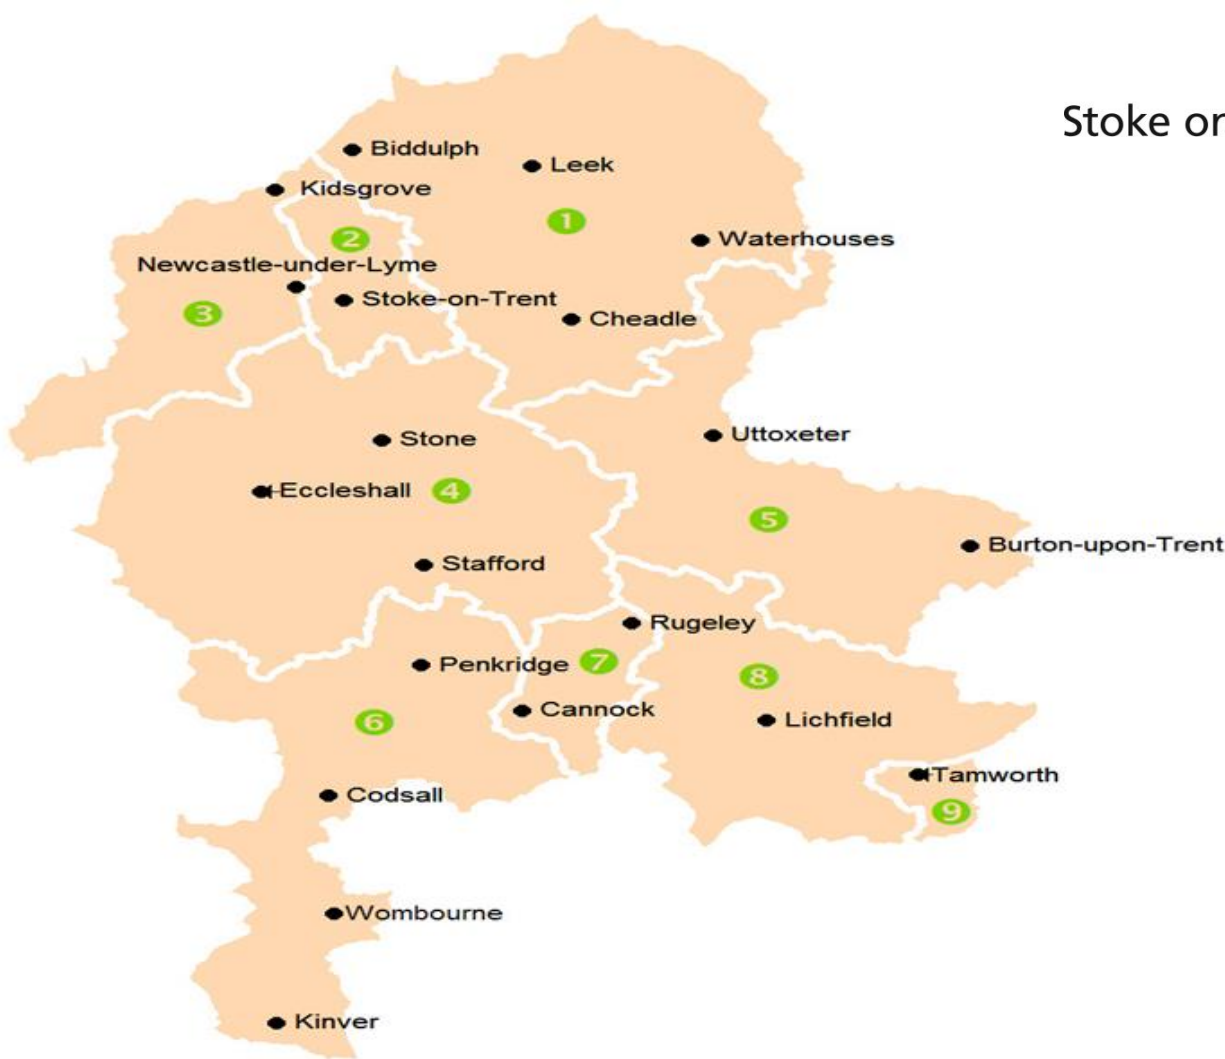 Stoke or
Biddulph
Leek
Kidsgrove
1
2
Waterhouses
Newcastle-under-Lyme
Stoke-on-Trent
3
Cheadle
Uttoxeter
Stone
Eccleshall
4
5
Burton-upon-Trent
Stafford
Rugeley
Penkridge
7
8
Cannock
6
Lichfield
Tamworth
Codsall
9
Wombourne
Kinver